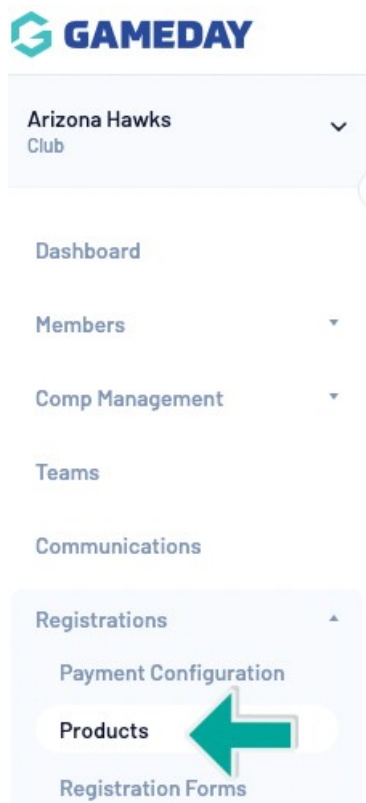 GAMEDAY
Arizona Hawks
Club
Dashboard
Members
Comp Management
Teams
Communications
Registrations
Payment Configuration
Products
Registration Forms